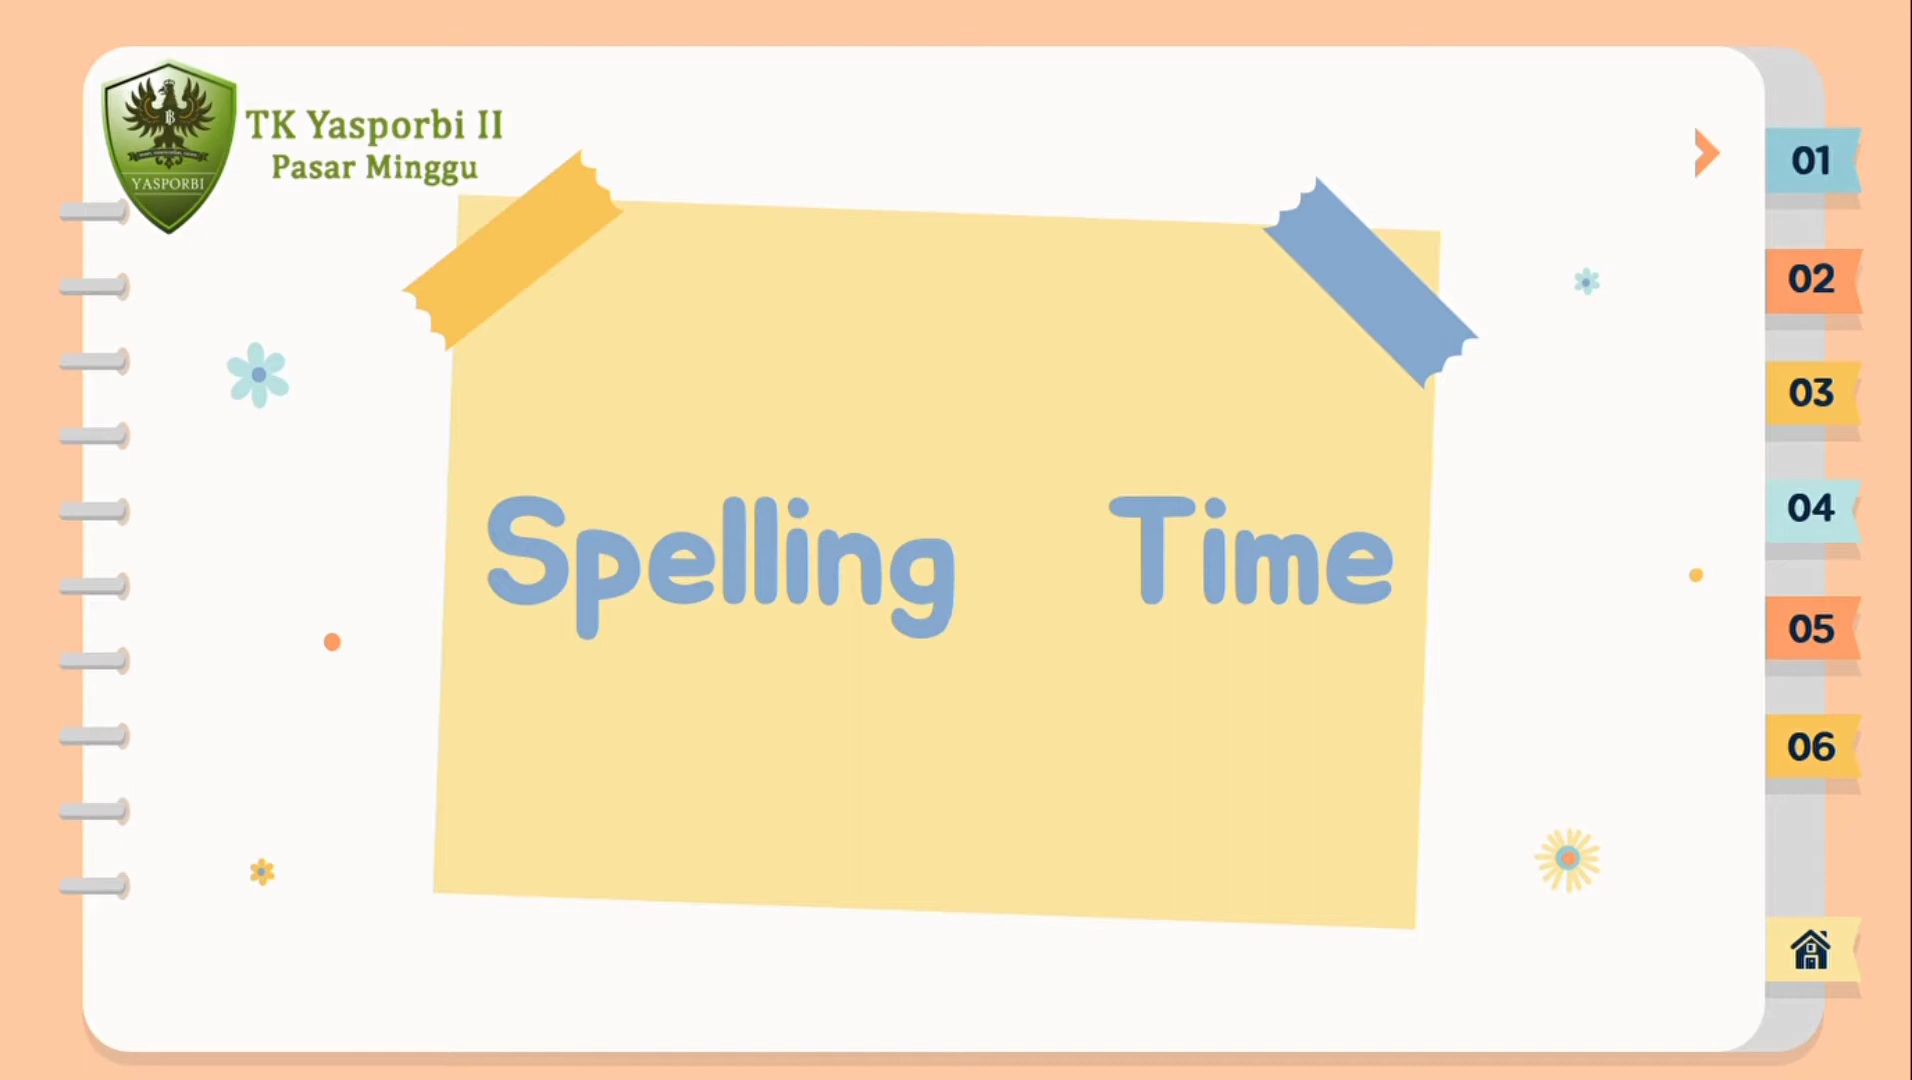 TK Yasporbi II
Pasar Minggu
YASPORBI
Spelling Time
01
02
03
04
05
06